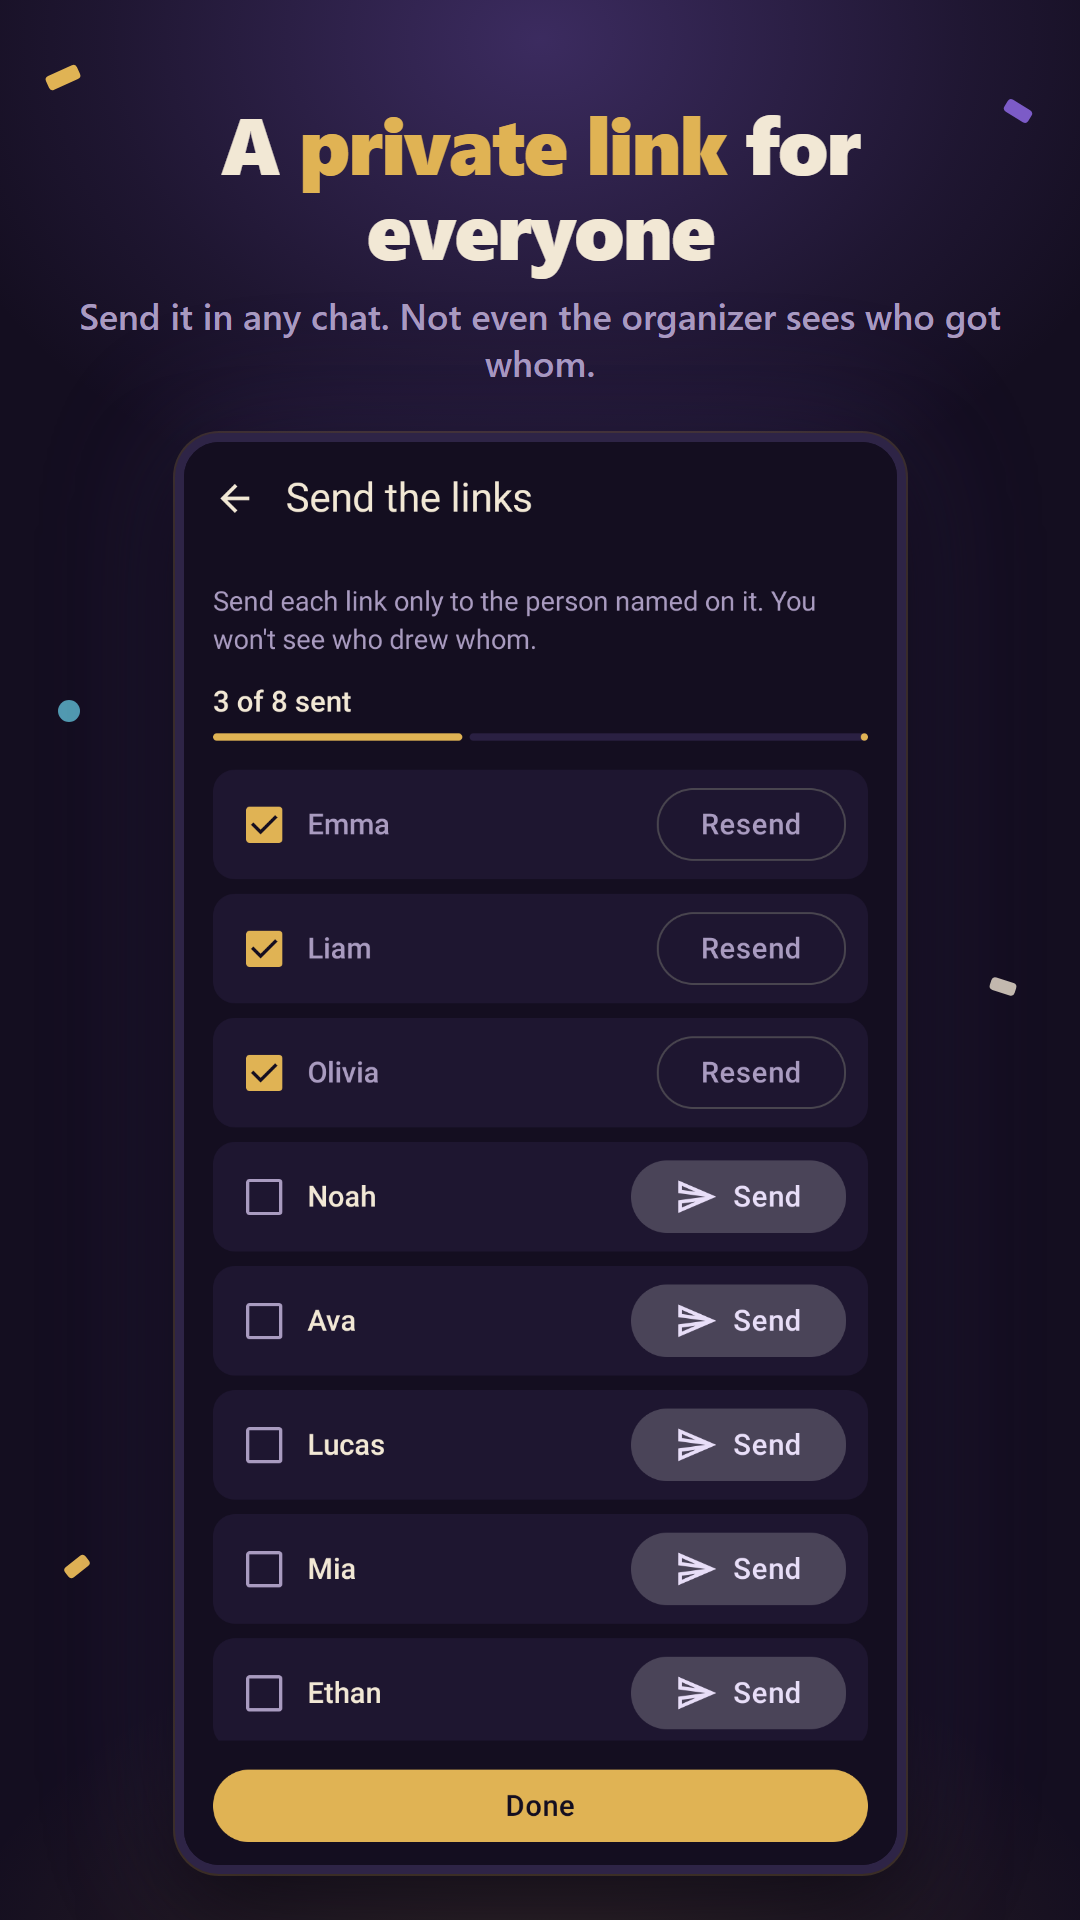 A private link for
everyone
Send it in any chat. Not even the organizer sees who got
whom.
Send the links
Send each link only to the person named on it. You
won't see who drew whom.
3 of 8 sent
Emma Resend
Liam Resend
Olivia Resend
Noah Send
Ava Send
Lucas Send
Mia Send
Ethan Send
Done